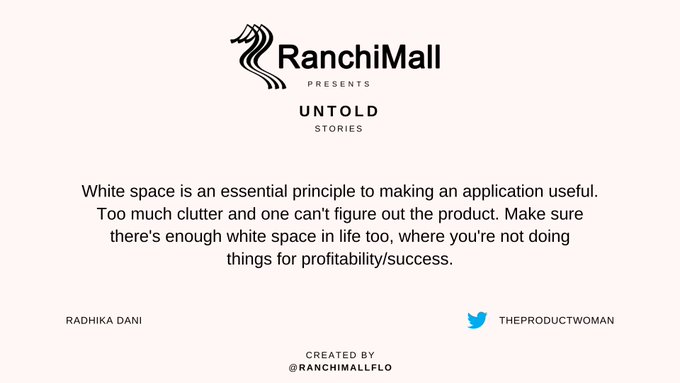 RanchiMall
PRESENTS
UNTOLD
STORIES
White space is an essential principle to making an application useful.
Too much clutter and one can't figure out the product. Make sure
there's enough white space in life too, where you're not doing
things for profitability/success.
RADHIKA DANI
THEPRODUCTWOMAN
CREATED BY
@RANCHIMALLFLO